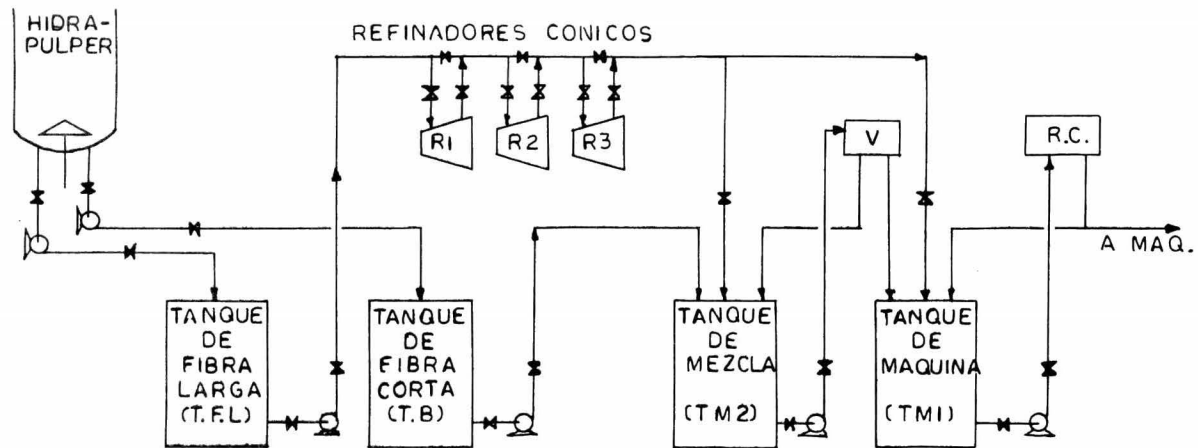 HIDRA-
PULPER
REFINADORES CONICOS
R1
R2
R3
V
R.C.
A MAQ.
TANQUE
DE
FIBRA
LARGA
(T.F.L)
TANQUE
DE
FIBRA
CORTA
(T.B)
TANQUE
DE
MEZCLA
(TM2)
TANQUE
DE
MAQUINA
(TM1)